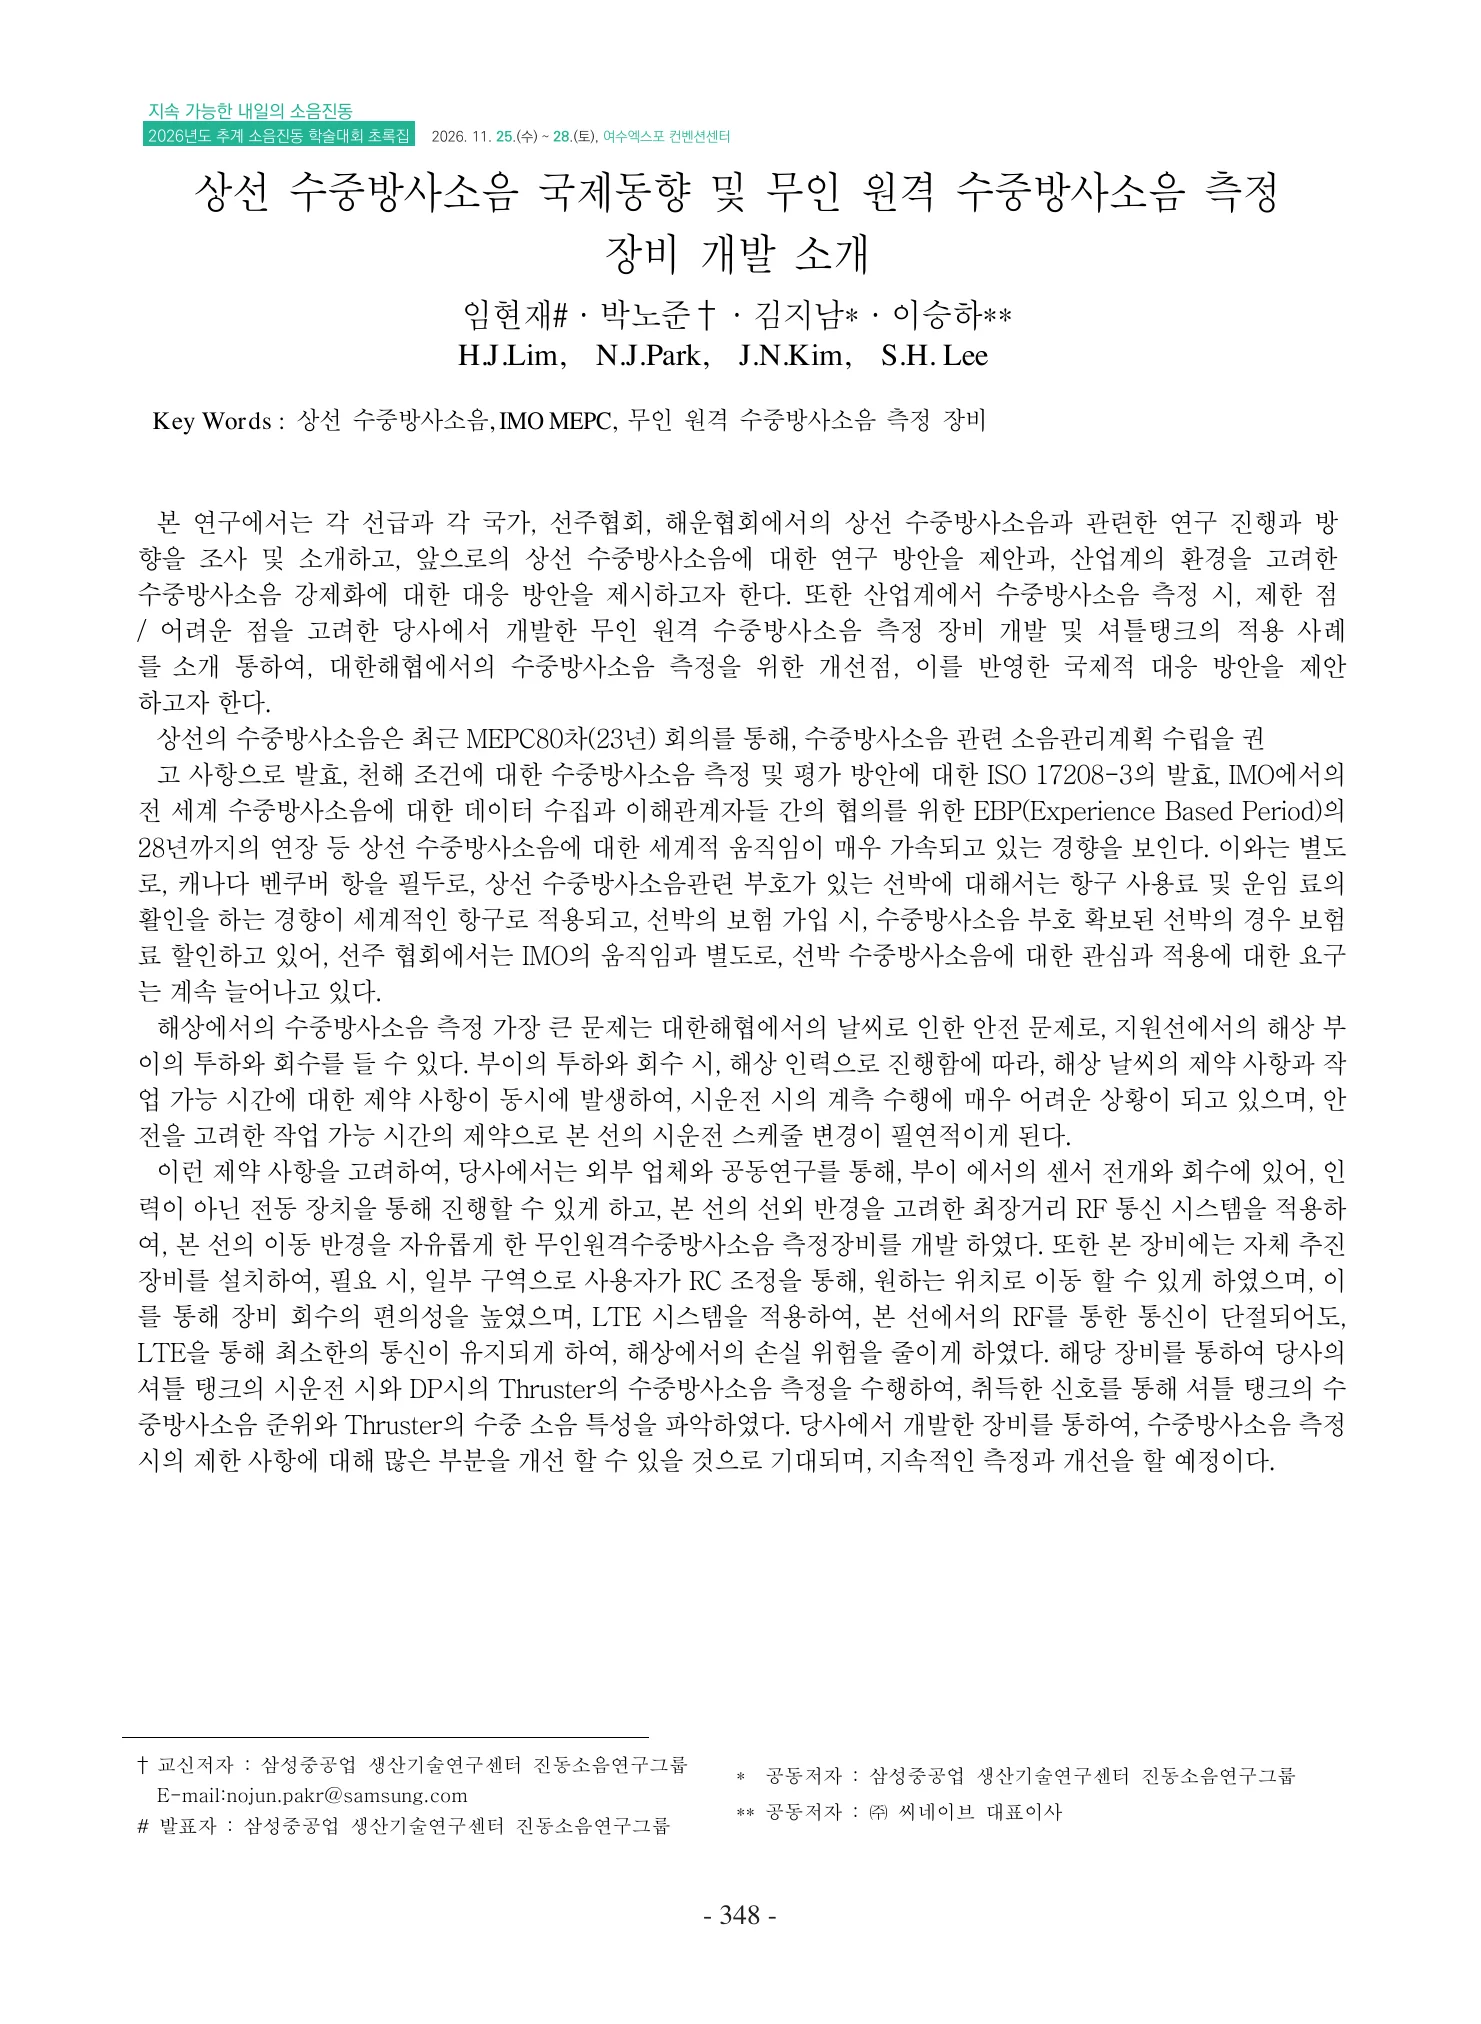 지속 가능한 내일의 소음진동
2026년도 추계 소음진동 학술대회 초록집 2026. 11. 25.(수) ~ 28.(토), 여수엑스포 컨벤션센터
상선 수중방사소음 국제동향 및 무인 원격 수중방사소음 측정
장비 개발 소개
임현재# · 박노준† · 김지남* · 이승하**
H.J.Lim, N.J.Park, J.N.Kim, S.H. Lee
Key Words : 상선 수중방사소음, IMO MEPC, 무인 원격 수중방사소음 측정 장비
본 연구에서는 각 선급과 각 국가, 선주협회, 해운협회에서의 상선 수중방사소음과 관련한 연구 진행과 방
향을 조사 및 소개하고, 앞으로의 상선 수중방사소음에 대한 연구 방안을 제안과, 산업계의 환경을 고려한
수중방사소음 강제화에 대한 대응 방안을 제시하고자 한다. 또한 산업계에서 수중방사소음 측정 시, 제한 점
/ 어려운 점을 고려한 당사에서 개발한 무인 원격 수중방사소음 측정 장비 개발 및 셔틀탱크의 적용 사례
를 소개 통하여, 대한해협에서의 수중방사소음 측정을 위한 개선점, 이를 반영한 국제적 대응 방안을 제안
하고자 한다.
상선의 수중방사소음은 최근 MEPC80차(23년) 회의를 통해, 수중방사소음 관련 소음관리계획 수립을 권
고 사항으로 발효, 천해 조건에 대한 수중방사소음 측정 및 평가 방안에 대한 ISO 17208-3의 발효, IMO에서의
전 세계 수중방사소음에 대한 데이터 수집과 이해관계자들 간의 협의를 위한 EBP(Experience Based Period)의
28년까지의 연장 등 상선 수중방사소음에 대한 세계적 움직임이 매우 가속되고 있는 경향을 보인다. 이와는 별도
로, 캐나다 벤쿠버 항을 필두로, 상선 수중방사소음관련 부호가 있는 선박에 대해서는 항구 사용료 및 운임 료의
확인을 하는 경향이 세계적인 항구로 적용되고, 선박의 보험 가입 시, 수중방사소음 부호 확보된 선박의 경우 보험
료 할인하고 있어, 선주 협회에서는 IMO의 움직임과 별도로, 선박 수중방사소음에 대한 관심과 적용에 대한 요구
는 계속 늘어나고 있다.
해상에서의 수중방사소음 측정 가장 큰 문제는 대한해협에서의 날씨로 인한 안전 문제로, 지원선에서의 해상 부
이의 투하와 회수를 들 수 있다. 부이의 투하와 회수 시, 해상 인력으로 진행함에 따라, 해상 날씨의 제약 사항과 작
업 가능 시간에 대한 제약 사항이 동시에 발생하여, 시운전 시의 계측 수행에 매우 어려운 상황이 되고 있으며, 안
전을 고려한 작업 가능 시간의 제약으로 본 선의 시운전 스케줄 변경이 필연적이게 된다.
이런 제약 사항을 고려하여, 당사에서는 외부 업체와 공동연구를 통해, 부이 에서의 센서 전개와 회수에 있어, 인
력이 아닌 전동 장치을 통해 진행할 수 있게 하고, 본 선의 선외 반경을 고려한 최장거리 RF 통신 시스템을 적용하
여, 본 선의 이동 반경을 자유롭게 한 무인원격수중방사소음 측정장비를 개발 하였다. 또한 본 장비에는 자체 추진
장비를 설치하여, 필요 시, 일부 구역으로 사용자가 RC 조정을 통해, 원하는 위치로 이동 할 수 있게 하였으며, 이
를 통해 장비 회수의 편의성을 높였으며, LTE 시스템을 적용하여, 본 선에서의 RF를 통한 통신이 단절되어도,
LTE을 통해 최소한의 통신이 유지되게 하여, 해상에서의 손실 위험을 줄이게 하였다. 해당 장비를 통하여 당사의
셔틀 탱크의 시운전 시와 DP시의 Thruster의 수중방사소음 측정을 수행하여, 취득한 신호를 통해 셔틀 탱크의 수
중방사소음 준위와 Thruster의 수중 소음 특성을 파악하였다. 당사에서 개발한 장비를 통하여, 수중방사소음 측정
시의 제한 사항에 대해 많은 부분을 개선 할 수 있을 것으로 기대되며, 지속적인 측정과 개선을 할 예정이다.
† 교신저자 : 삼성중공업 생산기술연구센터 진동소음연구그룹
E-mail:nojun.pakr@samsung.com
# 발표자 : 삼성중공업 생산기술연구센터 진동소음연구그룹
* 공동저자 : 삼성중공업 생산기술연구센터 진동소음연구그룹
** 공동저자 : ㈜ 씨네이브 대표이사
- 348 -